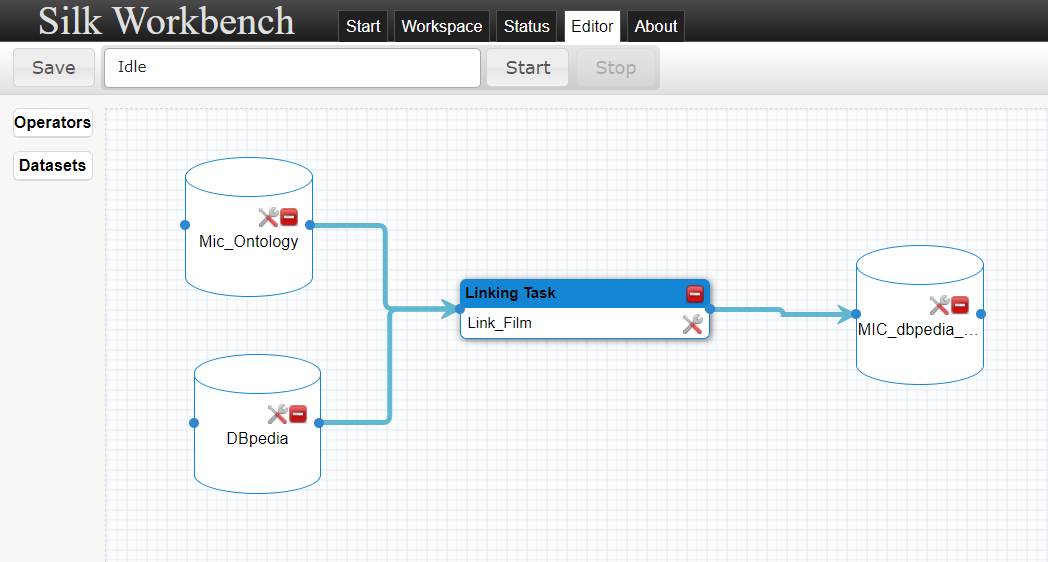 Silk Workbench
Start Workspace Status Editor About
Save Idle Start Stop
Operators
Datasets
Mic_Ontology
Linking Task
Link_Film
MIC_dbpedia_...
DBpedia